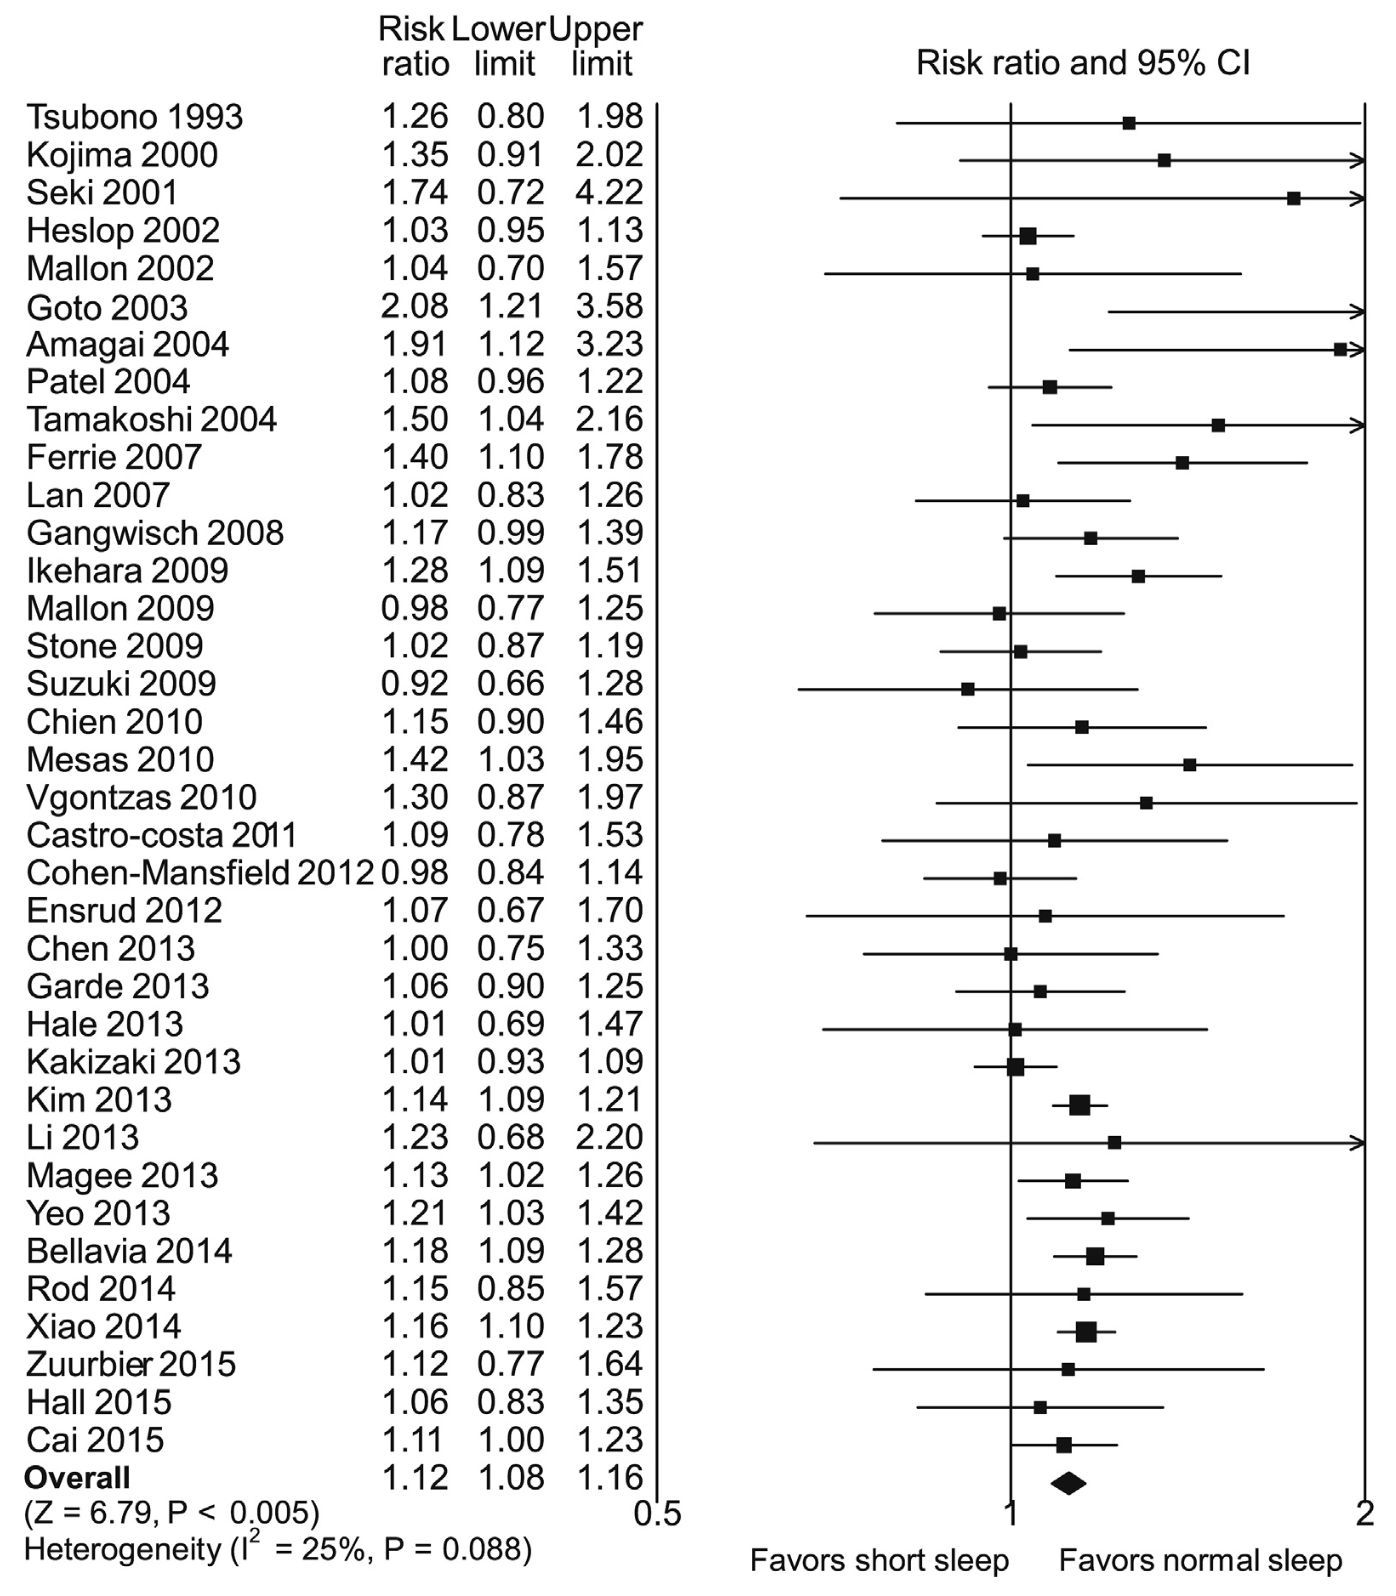 Risk Lower Upper
ratio limit limit
Risk ratio and 95% CI
Tsubono 1993 1.26 0.80 1.98
Kojima 2000 1.35 0.91 2.02
Seki 2001 1.74 0.72 4.22
Heslop 2002 1.03 0.95 1.13
Mallon 2002 1.04 0.70 1.57
Goto 2003 2.08 1.21 3.58
Amagai 2004 1.91 1.12 3.23
Patel 2004 1.08 0.96 1.22
Tamakoshi 2004 1.50 1.04 2.16
Ferrie 2007 1.40 1.10 1.78
Lan 2007 1.02 0.83 1.26
Gangwisch 2008 1.17 0.99 1.39
Ikehara 2009 1.28 1.09 1.51
Mallon 2009 0.98 0.77 1.25
Stone 2009 1.02 0.87 1.19
Suzuki 2009 0.92 0.66 1.28
Chien 2010 1.15 0.90 1.46
Mesas 2010 1.42 1.03 1.95
Vgontzas 2010 1.30 0.87 1.97
Castro-costa 2011 1.09 0.78 1.53
Cohen-Mansfield 2012 0.98 0.84 1.14
Ensrud 2012 1.07 0.67 1.70
Chen 2013 1.00 0.75 1.33
Garde 2013 1.06 0.90 1.25
Hale 2013 1.01 0.69 1.47
Kakizaki 2013 1.01 0.93 1.09
Kim 2013 1.14 1.09 1.21
Li 2013 1.23 0.68 2.20
Magee 2013 1.13 1.02 1.26
Yeo 2013 1.21 1.03 1.42
Bellavia 2014 1.18 1.09 1.28
Rod 2014 1.15 0.85 1.57
Xiao 2014 1.16 1.10 1.23
Zuurbier 2015 1.12 0.77 1.64
Hall 2015 1.06 0.83 1.35
Cai 2015 1.11 1.00 1.23
Overall 1.12 1.08 1.16
(Z = 6.79, P < 0.005)
0.5 1 2
Heterogeneity (I² = 25%, P = 0.088)
Favors short sleep Favors normal sleep